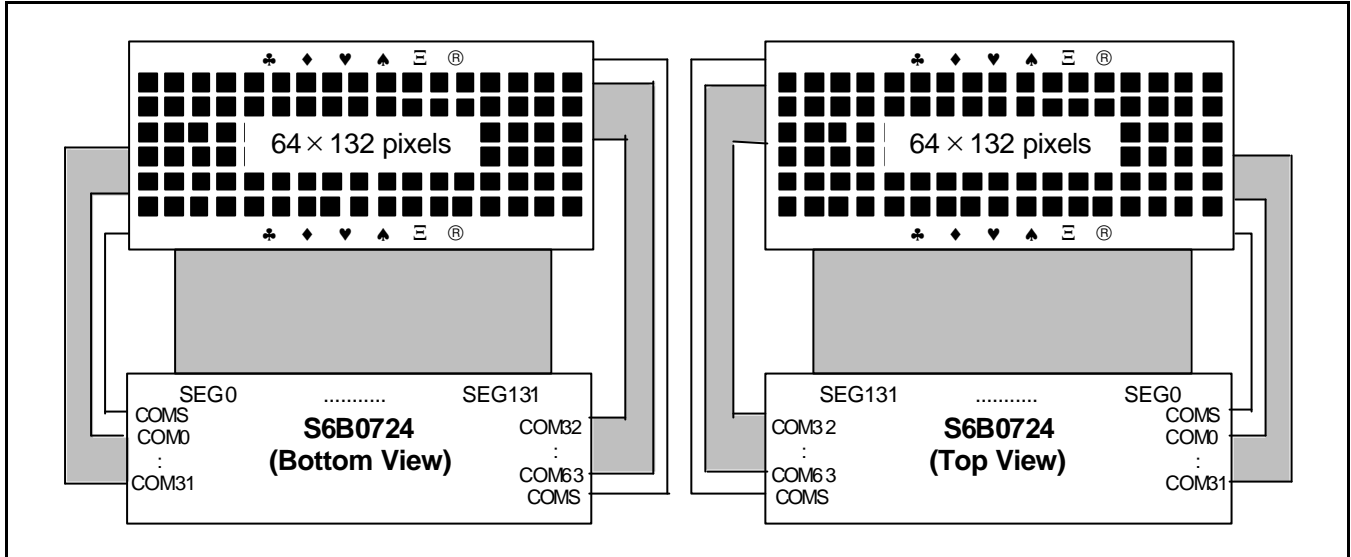 ♣ ♦ ♥ ♠ Ξ ®
64 × 132 pixels
♣ ♦ ♥ ♠ Ξ ®
SEG0 ........... SEG131
COMS
COM0
:
COM31
S6B0724
(Bottom View)
COM32
:
COM63
COMS
♣ ♦ ♥ ♠ Ξ ®
64 × 132 pixels
♣ ♦ ♥ ♠ Ξ ®
SEG131 ........... SEG0
COM32
:
COM63
COMS
S6B0724
(Top View)
COMS
COM0
:
COM31